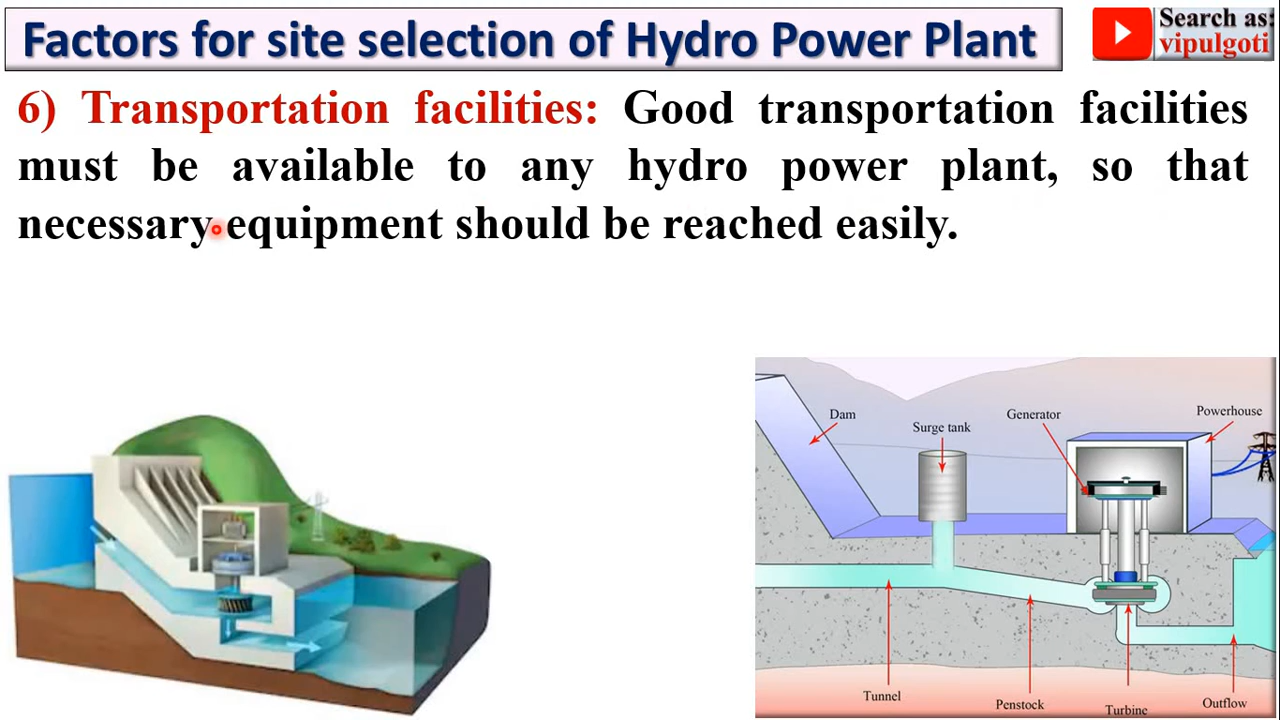 Factors for site selection of Hydro Power Plant
Search as:
vipulgoti
6) Transportation facilities: Good transportation facilities
must be available to any hydro power plant, so that
necessary equipment should be reached easily.
Dam
Surge tank
Generator
Powerhouse
Tunnel
Penstock
Turbine
Outflow